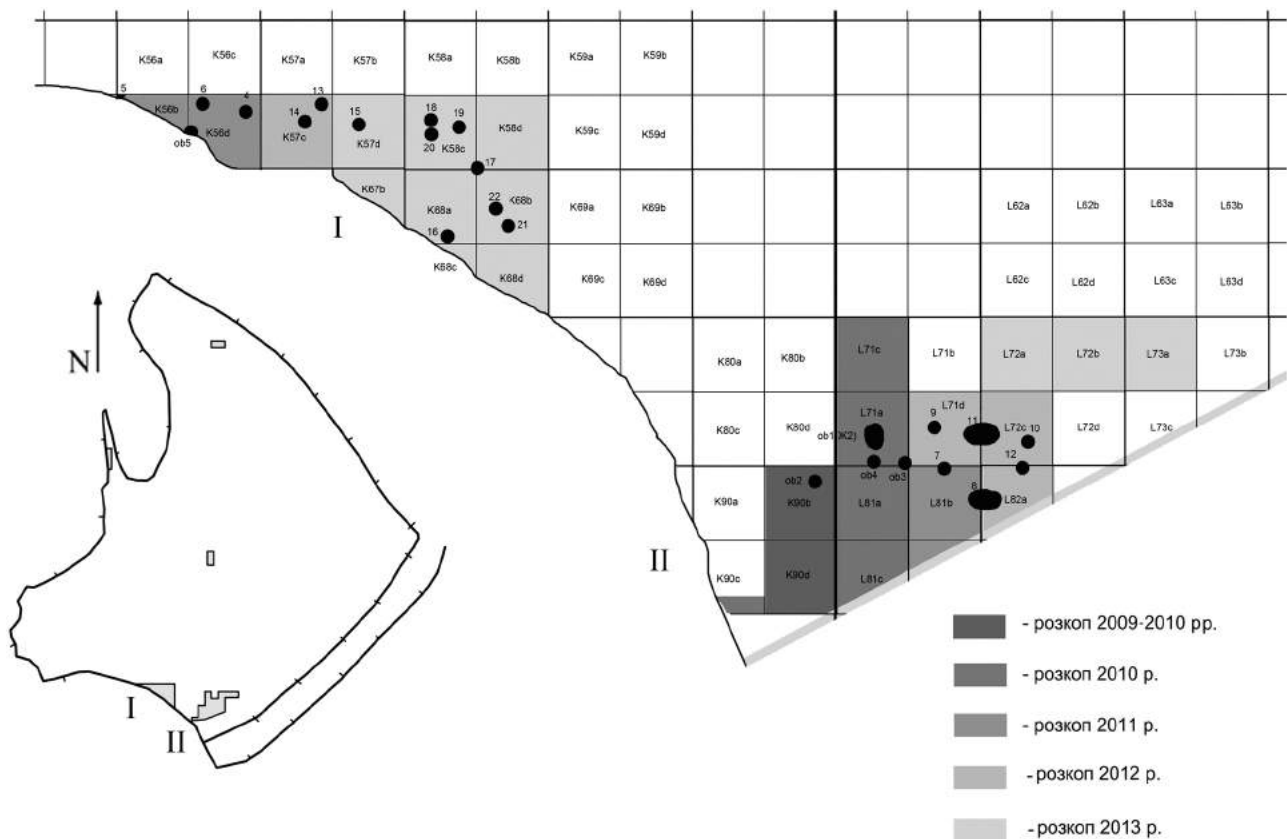 K56a K56c K57a K57b K58a K58b K59a K59b
5 6 4 13 14 15 18 19 20 17
K56b K56d K57c K57d K58c K58d K59c K59d
ob5
K67b K68a K68b K69a K69b L62a L62b L63a L63b
22 21 16
I
K68c K68d K69c K69d L62c L62d L63c L63d
N
K80a K80b L71c L71b L72a L72b L73a L73b
K80c K80d L71a L71d L72c L72d L73c
9 11 10
ob4 ob3 7 12
ob2 8
K90a K90b L81a L81b L82a
II
K90c K90d L81c
- розкоп 2009-2010 рр.
- розкоп 2010 р.
- розкоп 2011 р.
- розкоп 2012 р.
- розкоп 2013 р.
I
II